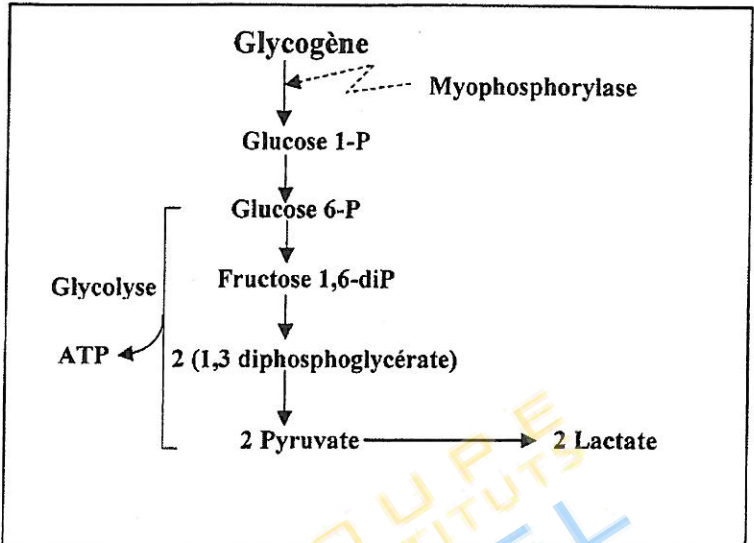 Glycogène
Myophosphorylase
Glucose 1-P
Glucose 6-P
Glycolyse
Fructose 1,6-diP
ATP
2 (1,3 diphosphoglycérate)
2 Pyruvate
2 Lactate